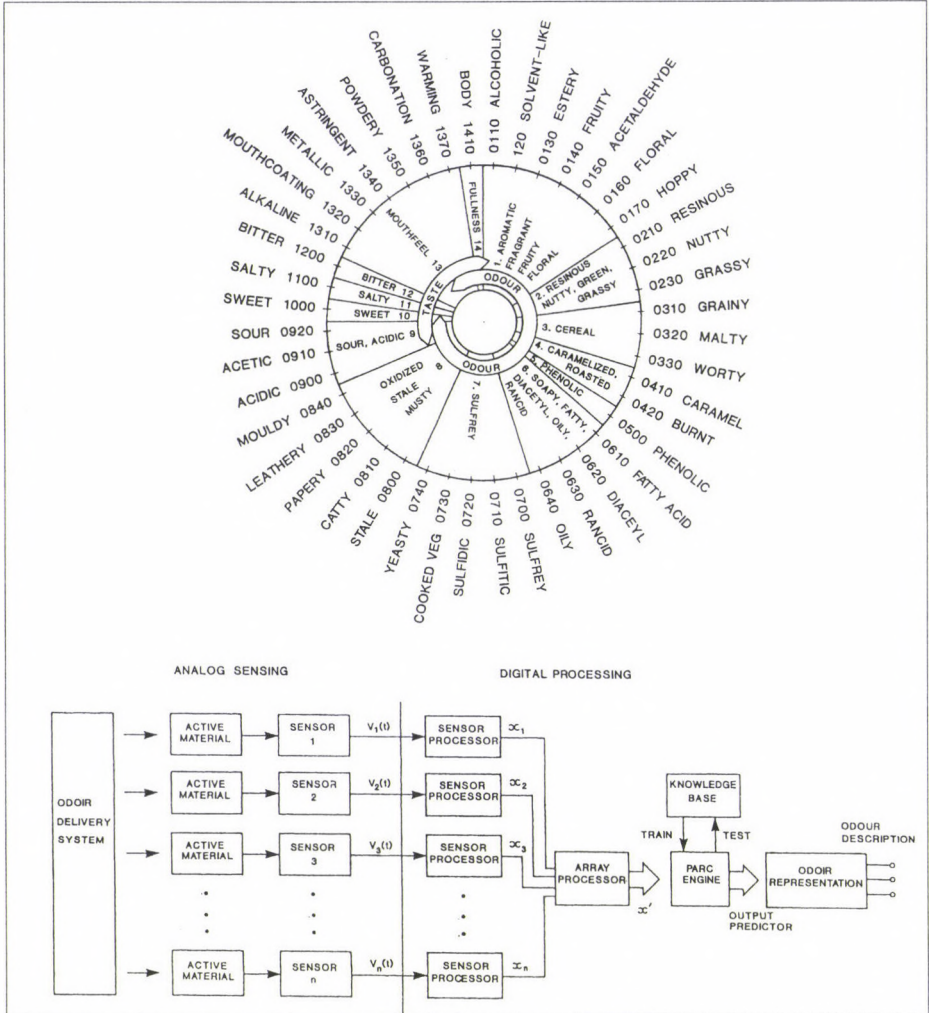 0110 ALCOHOLIC
120 SOLVENT-LIKE
0130 ESTERY
0140 FRUITY
0150 ACETALDEHYDE
0160 FLORAL
0170 HOPPY
0210 RESINOUS
0220 NUTTY
0230 GRASSY
0310 GRAINY
0320 MALTY
0330 WORTY
0410 CARAMEL
0420 BURNT
0500 PHENOLIC
0610 FATTY ACID
0620 DIACEYL
0630 RANCID
0640 OILY
0700 SULFREY
0710 SULFITIC
SULFIDIC 0720
COOKED VEG 0730
YEASTY 0740
STALE 0800
CATTY 0810
PAPERY 0820
LEATHERY 0830
MOULDY 0840
ACIDIC 0900
ACETIC 0910
SOUR 0920
SWEET 1000
SALTY 1100
BITTER 1200
ALKALINE 1310
MOUTHCOATING 1320
METALLIC 1330
ASTRINGENT 1340
POWDERY 1350
CARBONATION 1360
WARMING 1370
BODY 1410
1. AROMATIC
FRAGRANT
FRUITY
FLORAL
2. RESINOUS
NUTTY, GREEN,
GRASSY
3. CEREAL
4. CARAMELIZED,
ROASTED
5. PHENOLIC
6. SOAPY, FATTY,
DIACETYL, OILY,
RANCID
7. SULFREY
OXIDIZED 8
STALE
MUSTY
SOUR, ACIDIC 9
SWEET 10
SALTY 11
BITTER 12
MOUTHFEEL 13
FULLNESS 14
ODOUR
TASTE
ODOUR
ANALOG SENSING
DIGITAL PROCESSING
ODOIR
DELIVERY
SYSTEM
ACTIVE
MATERIAL
SENSOR
1
V1(t)
SENSOR
PROCESSOR
x1
ACTIVE
MATERIAL
SENSOR
2
V2(t)
SENSOR
PROCESSOR
x2
ACTIVE
MATERIAL
SENSOR
3
V3(t)
SENSOR
PROCESSOR
x3
ACTIVE
MATERIAL
SENSOR
n
Vn(t)
SENSOR
PROCESSOR
xn
ARRAY
PROCESSOR
x'
KNOWLEDGE
BASE
TRAIN
TEST
PARC
ENGINE
OUTPUT
PREDICTOR
ODOIR
REPRESENTATION
ODOUR
DESCRIPTION